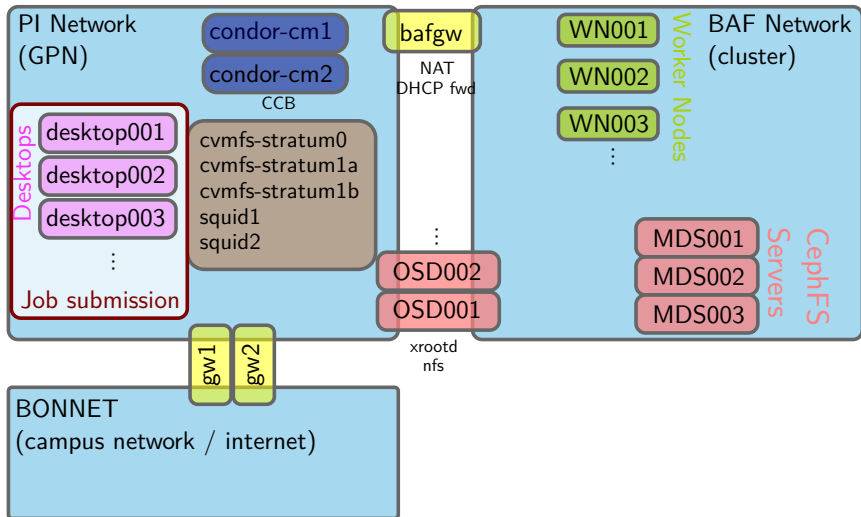 PI Network
(GPN)
condor-cm1
condor-cm2
CCB
Desktops
desktop001
desktop002
desktop003
⋮
Job submission
cvmfs-stratum0
cvmfs-stratum1a
cvmfs-stratum1b
squid1
squid2
bafgw
NAT
DHCP fwd
⋮
OSD002
OSD001
xrootd
nfs
BAF Network
(cluster)
WN001
WN002
WN003
⋮
Worker Nodes
MDS001
MDS002
MDS003
CephFS
Servers
gw1
gw2
BONNET
(campus network / internet)